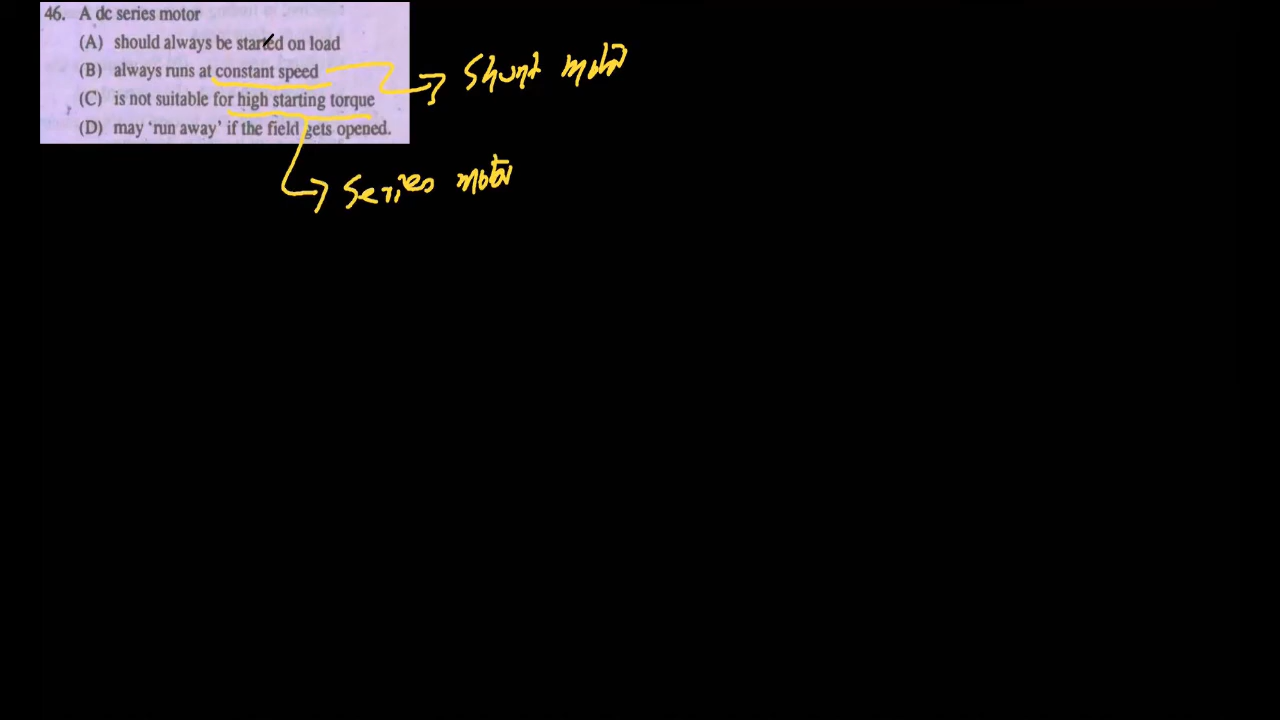 46. A dc series motor
(A) should always be started on load
(B) always runs at constant speed
(C) is not suitable for high starting torque
(D) may 'run away' if the field gets opened.
Shunt motor
Series motor